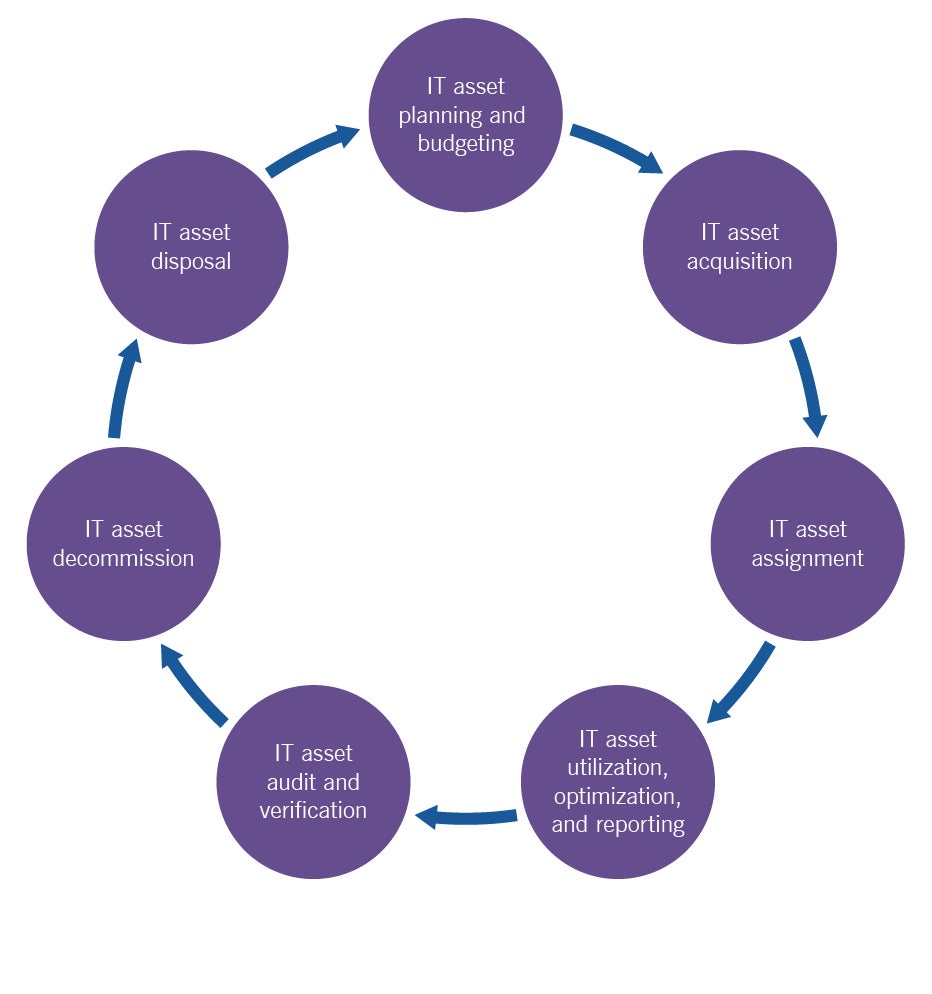 IT asset
planning and
budgeting
IT asset
acquisition
IT asset
assignment
IT asset
utilization,
optimization,
and reporting
IT asset
audit and
verification
IT asset
decommission
IT asset
disposal